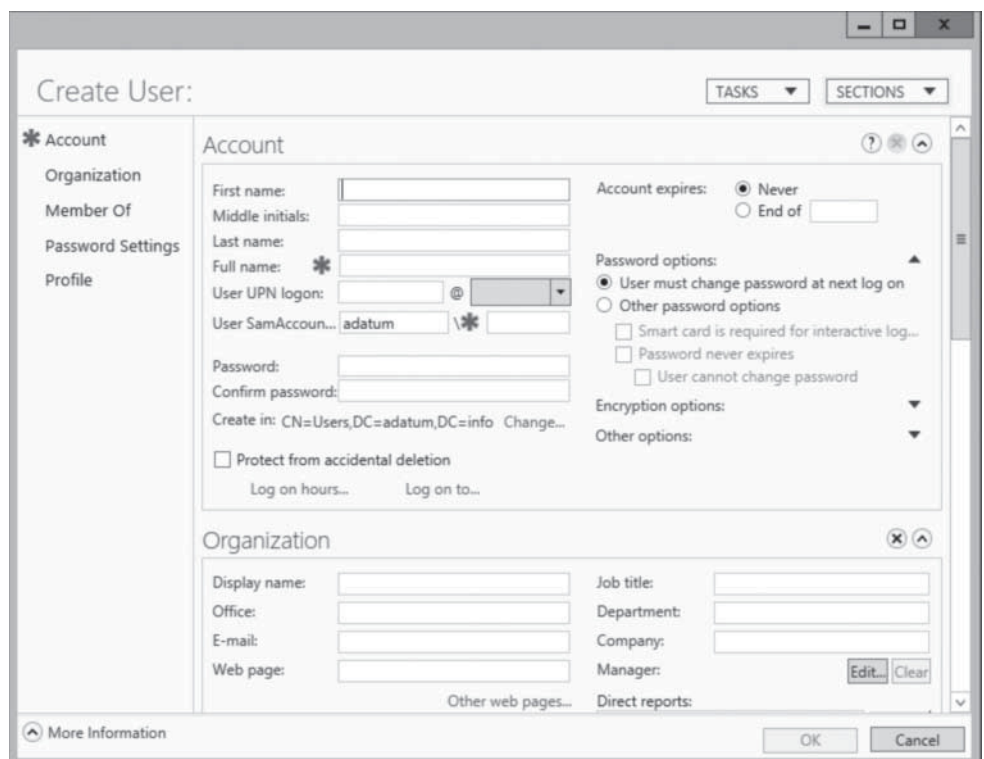 Create User:
TASKS
SECTIONS
Account
Organization
Member Of
Password Settings
Profile
Account
First name:
Middle initials:
Last name:
Full name: *
User UPN logon: @
User SamAccoun... adatum \*
Password:
Confirm password:
Create in: CN=Users,DC=adatum,DC=info Change...
Protect from accidental deletion
Log on hours... Log on to...
Account expires: Never
End of
Password options:
User must change password at next log on
Other password options
Smart card is required for interactive log...
Password never expires
User cannot change password
Encryption options:
Other options:
Organization
Display name:
Office:
E-mail:
Web page:
Other web pages...
Job title:
Department:
Company:
Manager: Edit... Clear
Direct reports:
More Information
OK
Cancel